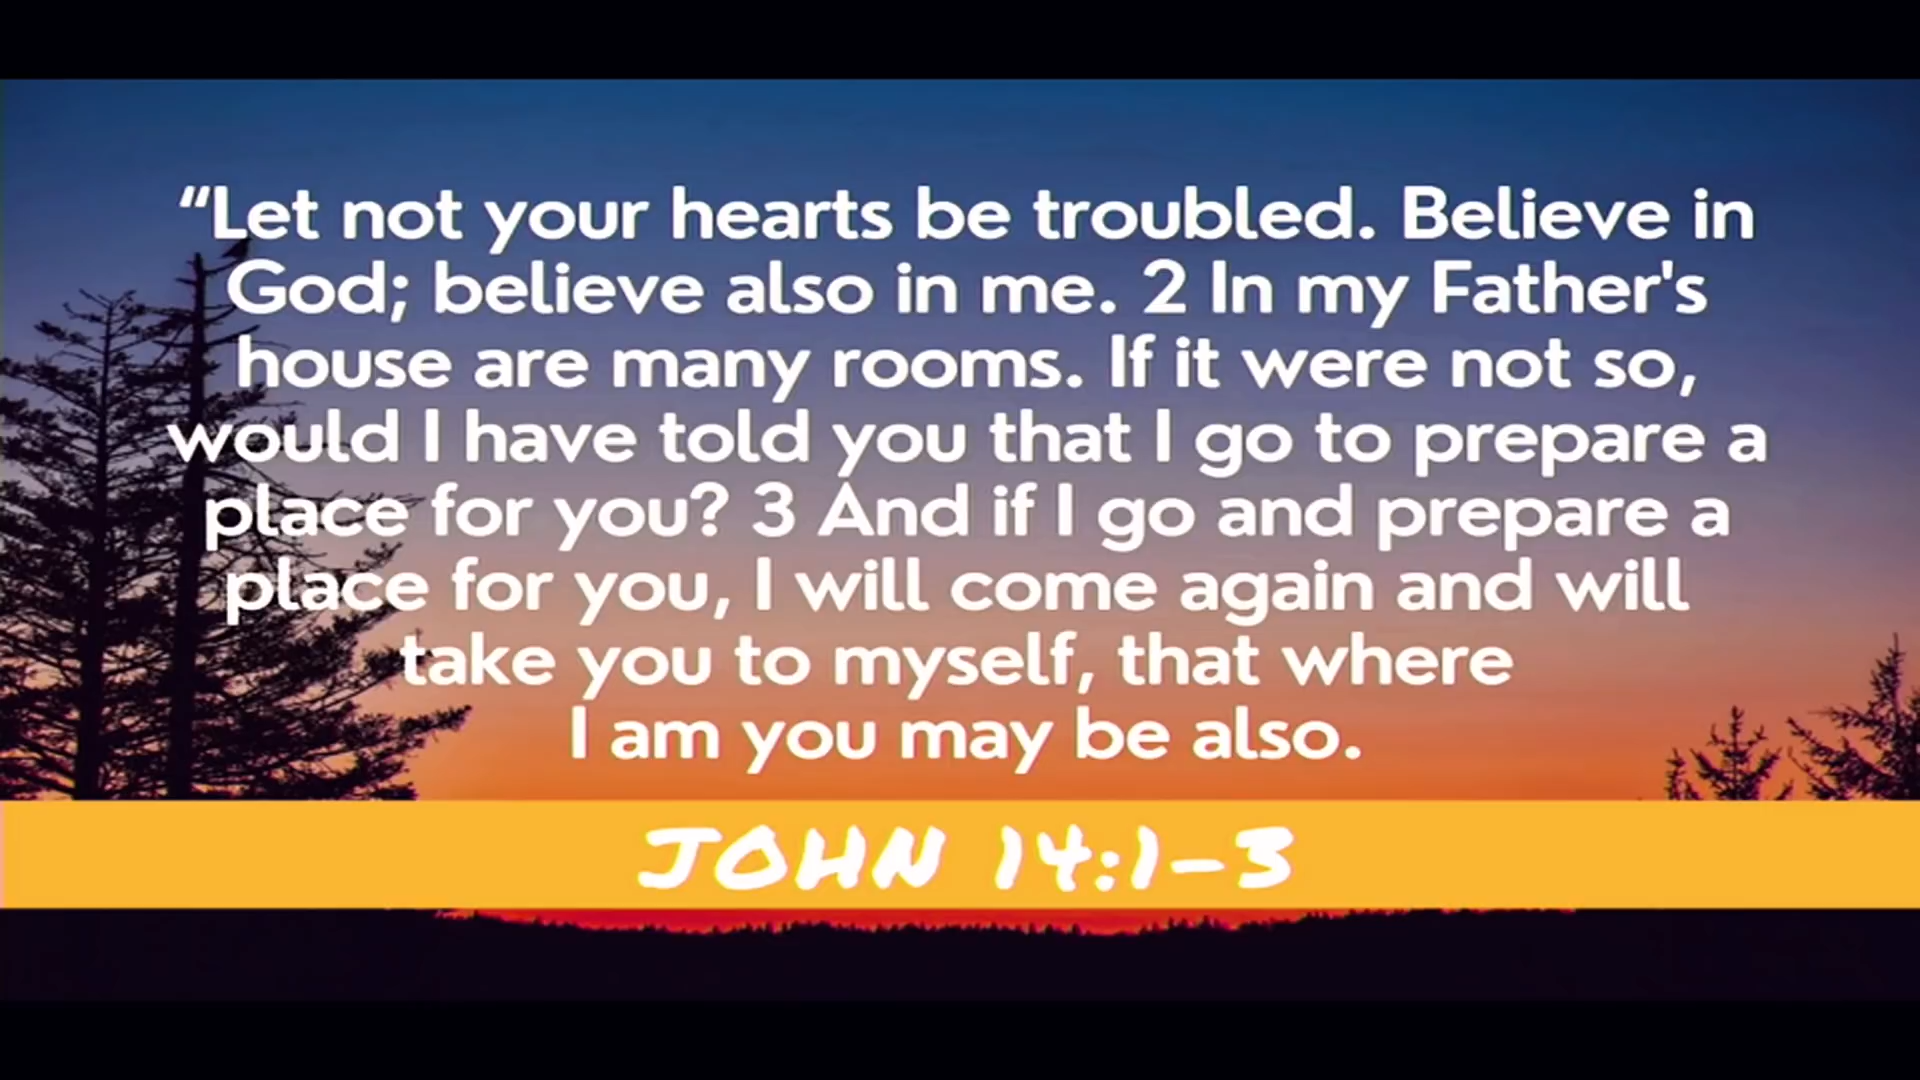 “Let not your hearts be troubled. Believe in
God; believe also in me. 2 In my Father's
house are many rooms. If it were not so,
would I have told you that I go to prepare a
place for you? 3 And if I go and prepare a
place for you, I will come again and will
take you to myself, that where
I am you may be also.
JOHN 14:1-3